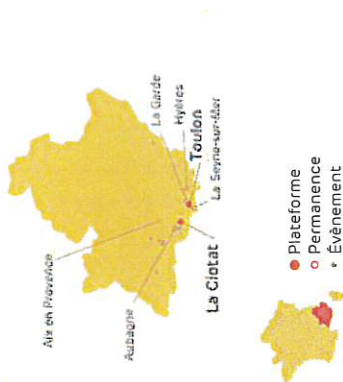 Aix en Provence
Aubagne
La Ciotat
La Garde
Hyères
Toulon
La Seyne-sur-Mer
Plateforme
Permanence
Évènement